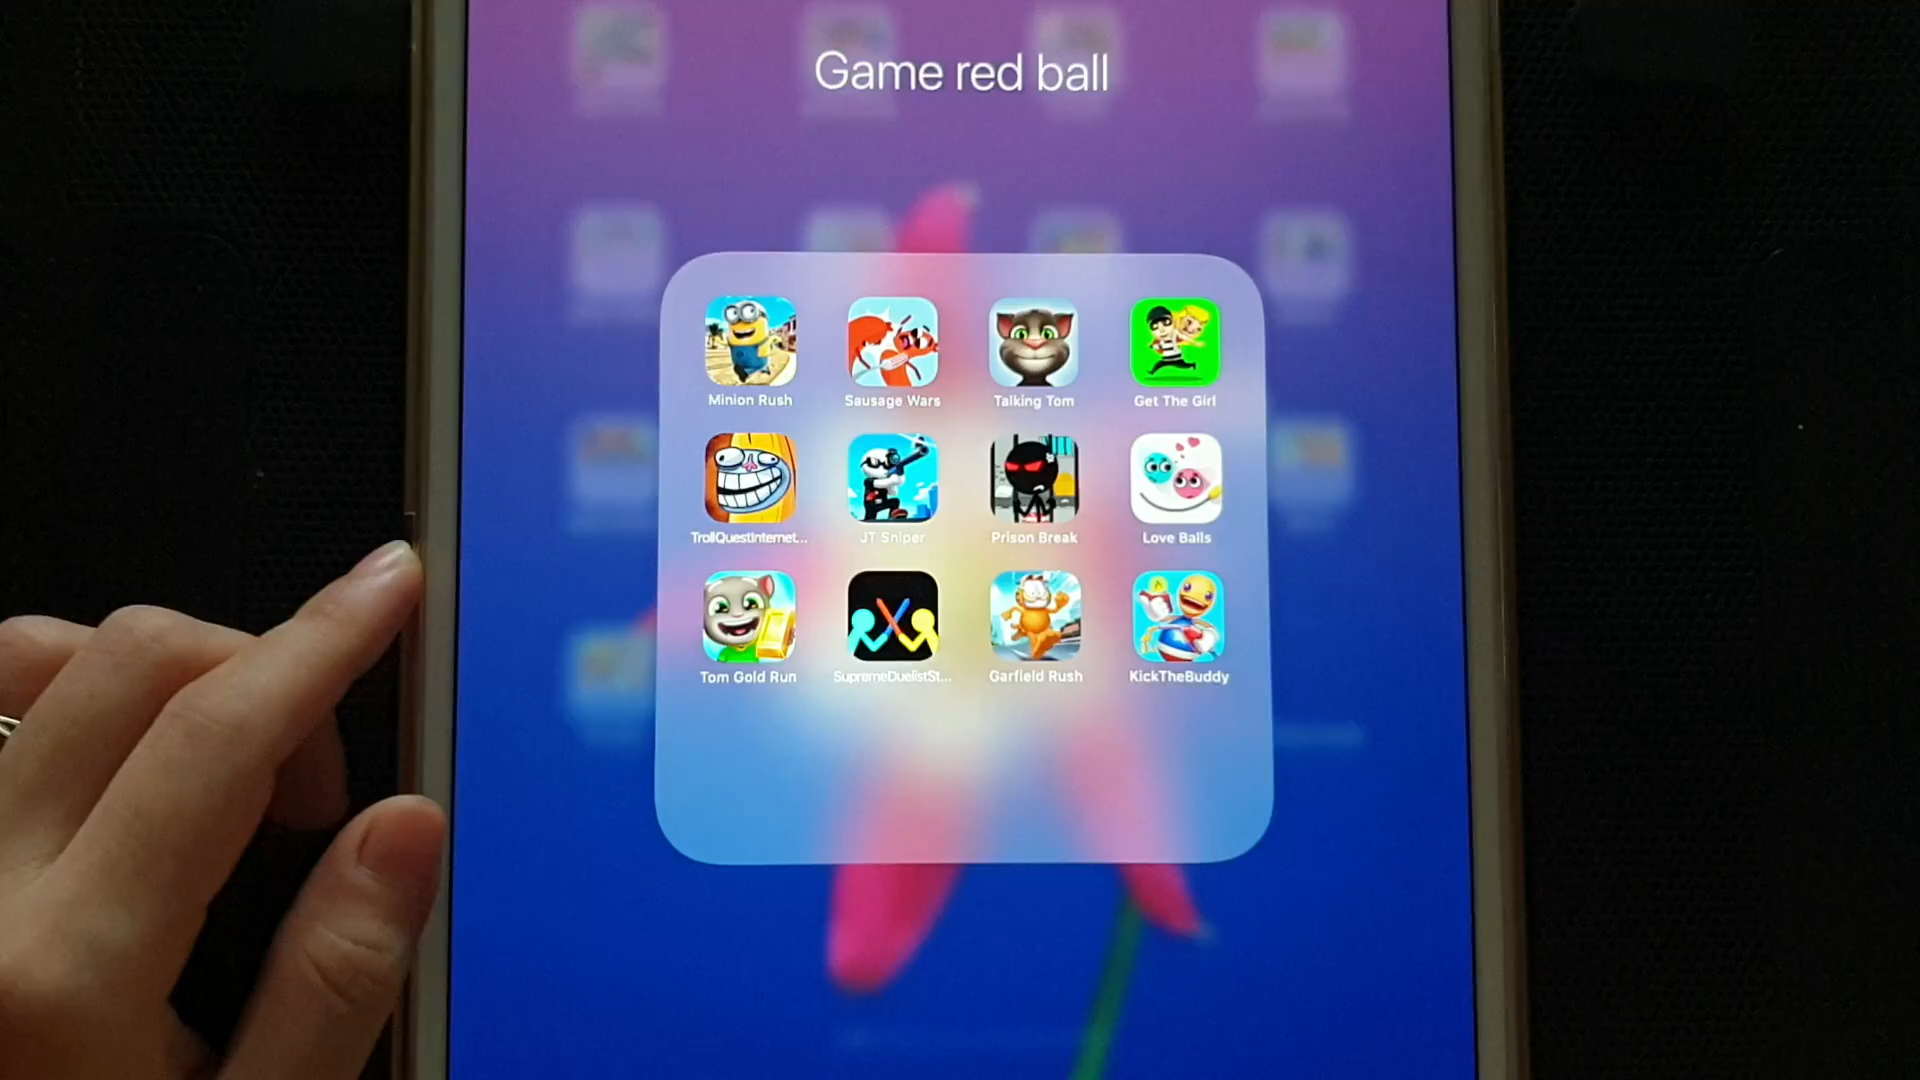 Game red ball
Minion Rush
Sausage Wars
Talking Tom
Get The Girl
TrollQuestInternet...
JT Sniper
Prison Break
Love Balls
Tom Gold Run
SupremeDuelistSt...
Garfield Rush
KickTheBuddy